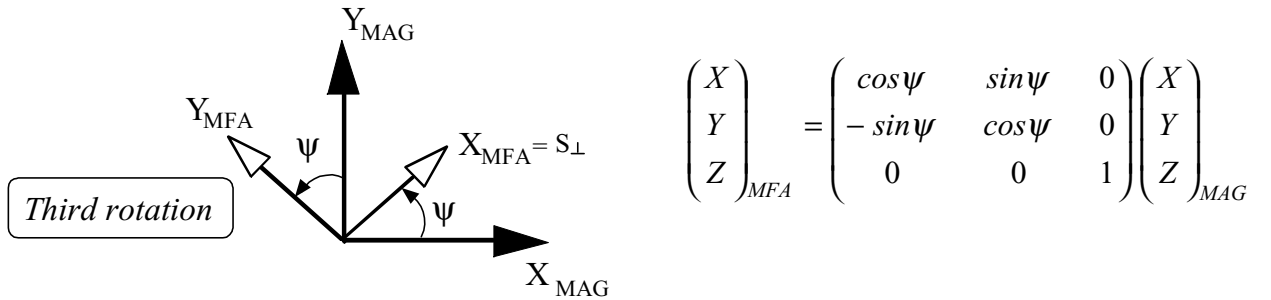 Y_MAG
Y_MFA
ψ
X_MFA = S⊥
ψ
Third rotation
X_MAG
(X Y Z)_MFA = (cosψ sinψ 0; − sinψ cosψ 0; 0 0 1) (X Y Z)_MAG